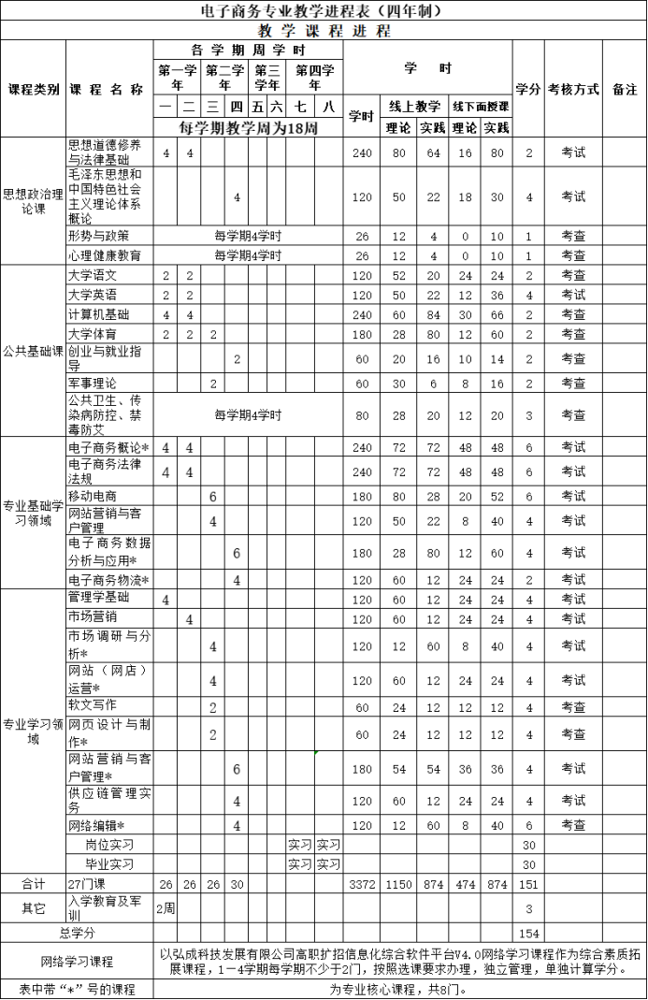 电子商务专业教学进程表（四年制）
教 学 课 程 进 程
课程类别 课 程 名 称 各 学 期 周 学 时 学 时 学分 考核方式 备注
第一学年 第二学年 第三学年 第四学年 学时 线上教学 线下面授课
一 二 三 四 五 六 七 八 理论 实践 理论 实践
每学期教学周为18周
思想政治理论课
思想道德修养与法律基础 4 4 240 80 64 16 80 2 考试
毛泽东思想和中国特色社会主义理论体系概论 4 120 50 22 18 30 4 考试
形势与政策 每学期4学时 26 12 4 0 10 1 考查
心理健康教育 每学期4学时 26 12 4 0 10 1 考查
公共基础课
大学语文 2 2 120 52 20 24 24 2 考查
大学英语 2 2 120 50 22 12 36 4 考试
计算机基础 4 4 240 60 84 30 66 2 考查
大学体育 2 2 2 180 28 80 12 60 2 考查
创业与就业指导 2 60 20 16 10 14 2 考查
军事理论 2 60 30 6 8 16 2 考查
公共卫生、传染病防控、禁毒防艾 每学期4学时 80 28 20 12 20 3 考查
专业基础学习领域
电子商务概论* 4 4 240 72 72 48 48 6 考试
电子商务法律法规 4 4 240 72 72 48 48 6 考试
移动电商 6 180 80 28 20 52 6 考试
网站营销与客户管理 4 120 50 22 8 40 4 考试
电子商务数据分析与应用* 6 180 28 80 12 60 4 考试
电子商务物流* 4 120 60 12 24 24 2 考试
专业学习领域
管理学基础 4 120 60 12 24 24 4 考试
市场营销 4 120 60 12 24 24 4 考试
市场调研与分析* 4 120 12 60 8 40 4 考试
网站（网店）运营* 4 120 60 12 24 24 4 考试
软文写作 2 60 24 12 12 12 4 考查
网页设计与制作* 2 60 24 12 12 12 4 考查
网站营销与客户管理* 6 180 54 54 36 36 4 考试
供应链管理实务 4 120 60 12 24 24 4 考试
网络编辑* 4 120 12 60 8 40 6 考查
岗位实习 实习 实习 30
毕业实习 实习 实习 30
合计 27门课 26 26 26 30 3372 1150 874 474 874 151
其它 入学教育及军训 2周 3
总学分 154
网络学习课程 以弘成科技发展有限公司高职扩招信息化综合软件平台V4.0网络学习课程作为综合素质拓展课程，1－4学期每学期不少于2门，按照选课要求办理，独立管理，单独计算学分。
表中带“*”号的课程 为专业核心课程，共8门。